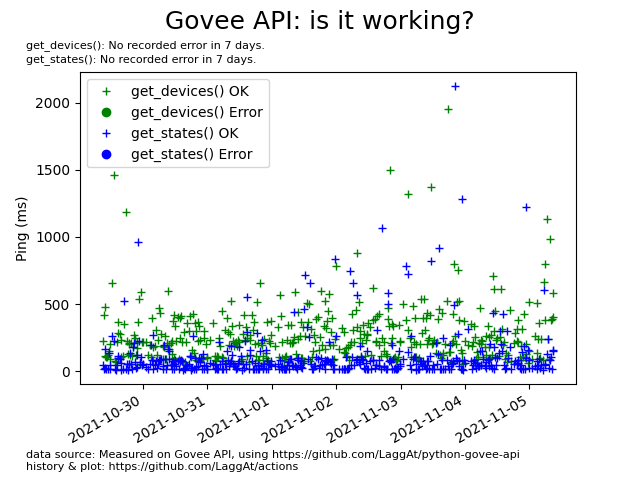 Govee API: is it working?
get_devices(): No recorded error in 7 days.
get_states(): No recorded error in 7 days.
get_devices() OK
get_devices() Error
get_states() OK
get_states() Error
Ping (ms)
2000
1500
1000
500
0
2021-10-30
2021-10-31
2021-11-01
2021-11-02
2021-11-03
2021-11-04
2021-11-05
data source: Measured on Govee API, using https://github.com/LaggAt/python-govee-api
history & plot: https://github.com/LaggAt/actions